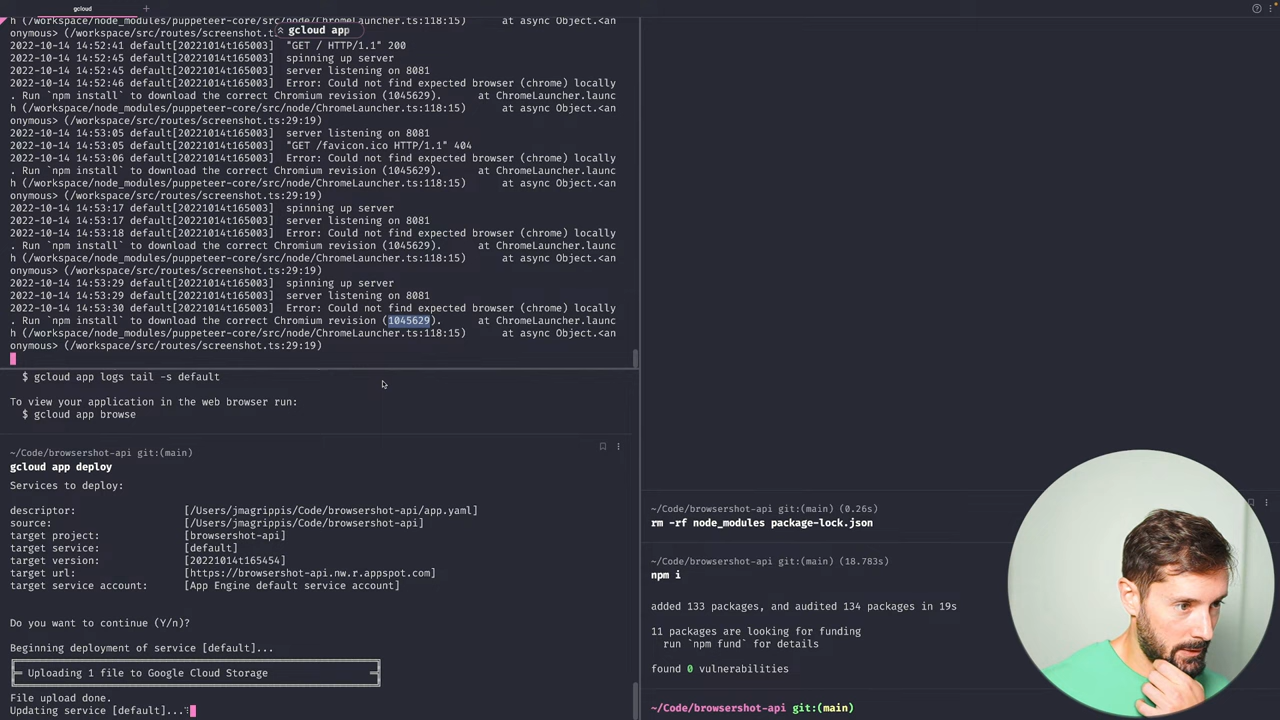 gcloud
h (/workspace/node_modules/puppeteer-core/src/node/ChromeLauncher.ts:118:15)     at async Object.<an
gcloud app
onymous> (/workspace/src/routes/screenshot.ts:29:19)
2022-10-14 14:52:41 default[20221014t165003]  "GET / HTTP/1.1" 200
2022-10-14 14:52:45 default[20221014t165003]  spinning up server
2022-10-14 14:52:45 default[20221014t165003]  server listening on 8081
2022-10-14 14:52:46 default[20221014t165003]  Error: Could not find expected browser (chrome) locally
. Run `npm install` to download the correct Chromium revision (1045629).     at ChromeLauncher.launc
h (/workspace/node_modules/puppeteer-core/src/node/ChromeLauncher.ts:118:15)     at async Object.<an
onymous> (/workspace/src/routes/screenshot.ts:29:19)
2022-10-14 14:53:05 default[20221014t165003]  server listening on 8081
2022-10-14 14:53:05 default[20221014t165003]  "GET /favicon.ico HTTP/1.1" 404
2022-10-14 14:53:06 default[20221014t165003]  Error: Could not find expected browser (chrome) locally
. Run `npm install` to download the correct Chromium revision (1045629).     at ChromeLauncher.launc
h (/workspace/node_modules/puppeteer-core/src/node/ChromeLauncher.ts:118:15)     at async Object.<an
onymous> (/workspace/src/routes/screenshot.ts:29:19)
2022-10-14 14:53:17 default[20221014t165003]  spinning up server
2022-10-14 14:53:17 default[20221014t165003]  server listening on 8081
2022-10-14 14:53:18 default[20221014t165003]  Error: Could not find expected browser (chrome) locally
. Run `npm install` to download the correct Chromium revision (1045629).     at ChromeLauncher.launc
h (/workspace/node_modules/puppeteer-core/src/node/ChromeLauncher.ts:118:15)     at async Object.<an
onymous> (/workspace/src/routes/screenshot.ts:29:19)
2022-10-14 14:53:29 default[20221014t165003]  spinning up server
2022-10-14 14:53:29 default[20221014t165003]  server listening on 8081
2022-10-14 14:53:30 default[20221014t165003]  Error: Could not find expected browser (chrome) locally
. Run `npm install` to download the correct Chromium revision (1045629).     at ChromeLauncher.launc
h (/workspace/node_modules/puppeteer-core/src/node/ChromeLauncher.ts:118:15)     at async Object.<an
onymous> (/workspace/src/routes/screenshot.ts:29:19)
$ gcloud app logs tail -s default
To view your application in the web browser run:
$ gcloud app browse
~/Code/browsershot-api git:(main)
gcloud app deploy
Services to deploy:
descriptor: [/Users/jmagrippis/Code/browsershot-api/app.yaml]
source: [/Users/jmagrippis/Code/browsershot-api]
target project: [browsershot-api]
target service: [default]
target version: [20221014t165454]
target url: [https://browsershot-api.nw.r.appspot.com]
target service account: [App Engine default service account]
Do you want to continue (Y/n)?
Beginning deployment of service [default]...
Uploading 1 file to Google Cloud Storage
File upload done.
Updating service [default]...
~/Code/browsershot-api git:(main) (0.26s)
rm -rf node_modules package-lock.json
~/Code/browsershot-api git:(main) (18.783s)
npm i
added 133 packages, and audited 134 packages in 19s
11 packages are looking for funding
run `npm fund` for details
found 0 vulnerabilities
~/Code/browsershot-api git:(main)